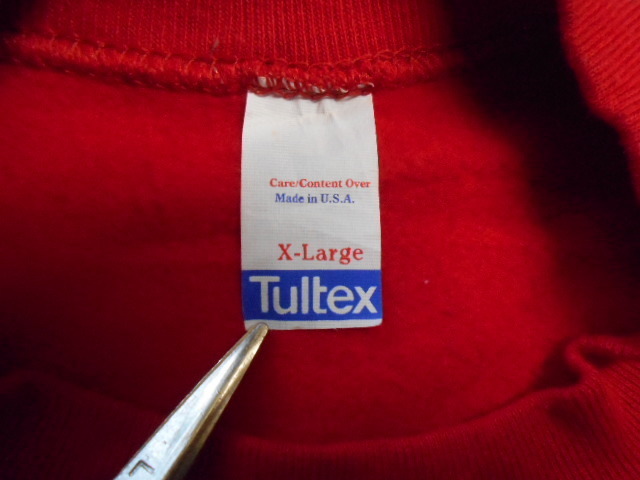 Care/Content Over
Made in U.S.A.
X-Large
Tultex